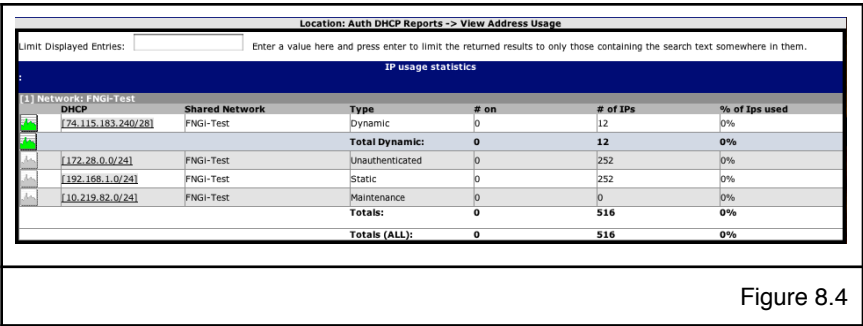 Location: Auth DHCP Reports -> View Address Usage
Limit Displayed Entries: Enter a value here and press enter to limit the returned results to only those containing the search text somewhere in them.
IP usage statistics
:
[1] Network: FNGi-Test
DHCP Shared Network Type # on # of IPs % of Ips used
[74.115.183.240/28] FNGi-Test Dynamic 0 12 0%
Total Dynamic: 0 12 0%
[172.28.0.0/24] FNGi-Test Unauthenticated 0 252 0%
[192.168.1.0/24] FNGi-Test Static 0 252 0%
[10.219.82.0/24] FNGi-Test Maintenance 0 0 0%
Totals: 0 516 0%
Totals (ALL): 0 516 0%
Figure 8.4